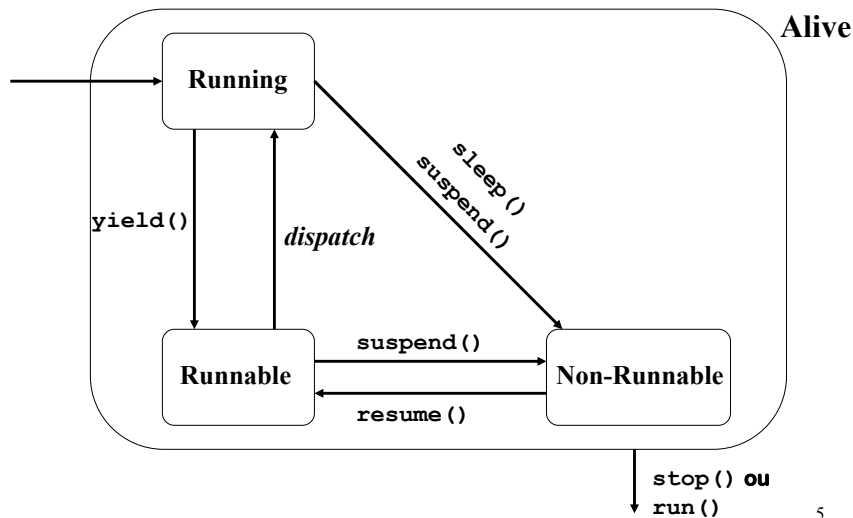 Alive
Running
sleep()
suspend()
yield()
dispatch
suspend()
Runnable
Non-Runnable
resume()
stop() ou
run()
5